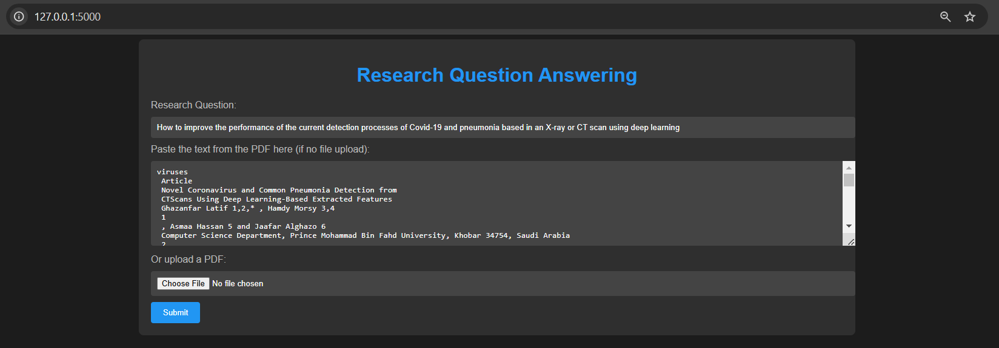 127.0.0.1:5000
Research Question Answering
Research Question:
How to improve the performance of the current detection processes of Covid-19 and pneumonia based in an X-ray or CT scan using deep learning
Paste the text from the PDF here (if no file upload):
viruses
Article
Novel Coronavirus and Common Pneumonia Detection from
CTScans Using Deep Learning-Based Extracted Features
Ghazanfar Latif 1,2,* , Hamdy Morsy 3,4
1
, Asmaa Hassan 5 and Jaafar Alghazo 6
Computer Science Department, Prince Mohammad Bin Fahd University, Khobar 34754, Saudi Arabia
2
Or upload a PDF:
Choose File No file chosen
Submit